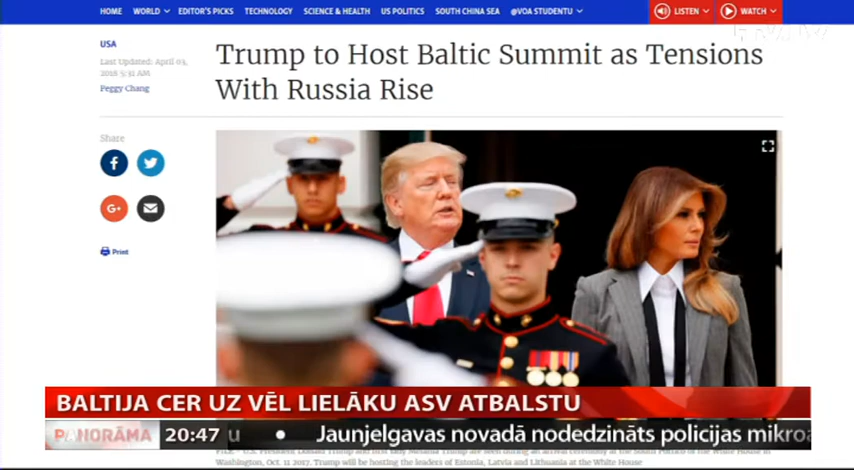 HOME WORLD EDITOR'S PICKS TECHNOLOGY SCIENCE & HEALTH US POLITICS SOUTH CHINA SEA @VOA STUDENTU LISTEN WATCH
USA
Last Updated: April 03,
2018 5:31 AM
Peggy Chang
Trump to Host Baltic Summit as Tensions
With Russia Rise
Share
Print
BALTIJA CER UZ VĒL LIELĀKU ASV ATBALSTU
PANORĀMA 20:47 u • Jaunjelgavas novadā nodedzināts policijas mikroa
Washington, Oct. 11 2017. Trump will be hosting the leaders of Estonia, Latvia and Lithuania at the White House